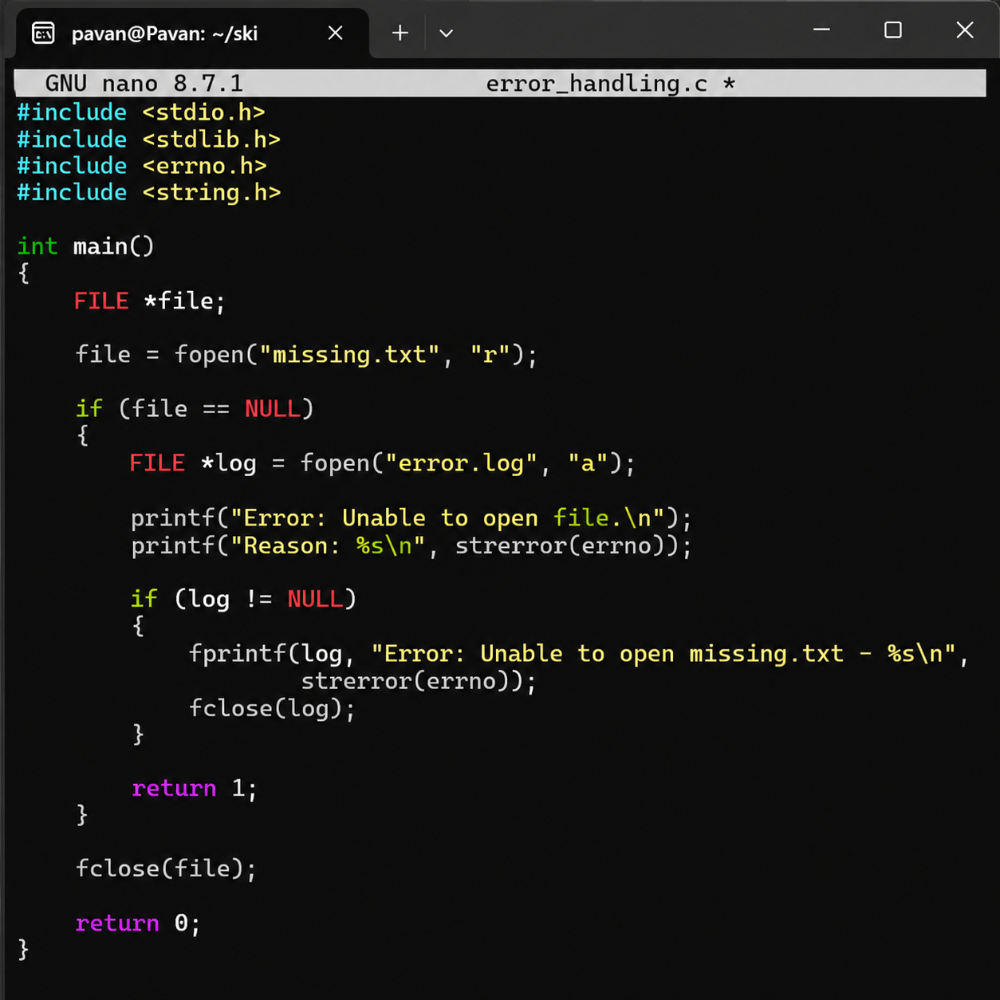 pavan@Pavan: ~/ski
GNU nano 8.7.1 error_handling.c *
#include <stdio.h>
#include <stdlib.h>
#include <errno.h>
#include <string.h>

int main()
{
    FILE *file;

    file = fopen("missing.txt", "r");

    if (file == NULL)
    {
        FILE *log = fopen("error.log", "a");

        printf("Error: Unable to open file.\n");
        printf("Reason: %s\n", strerror(errno));

        if (log != NULL)
        {
            fprintf(log, "Error: Unable to open missing.txt - %s\n",
                    strerror(errno));
            fclose(log);
        }

        return 1;
    }

    fclose(file);

    return 0;
}